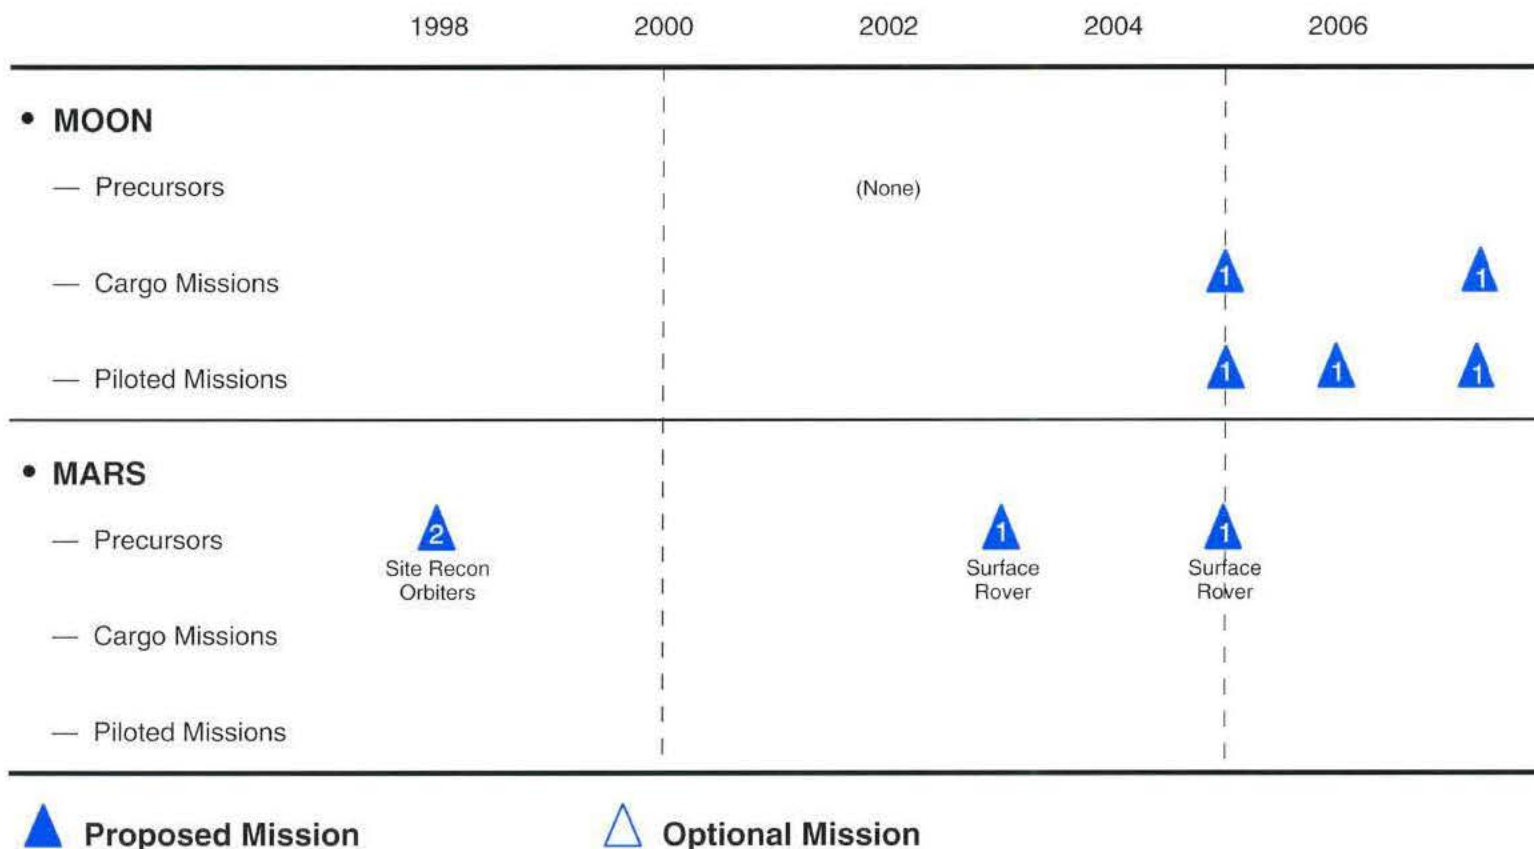 1998 2000 2002 2004 2006
• MOON
— Precursors (None)
— Cargo Missions 1 1
— Piloted Missions 1 1 1
• MARS
— Precursors 2 1 1
Site Recon Surface Surface
Orbiters Rover Rover
— Cargo Missions
— Piloted Missions
Proposed Mission Optional Mission